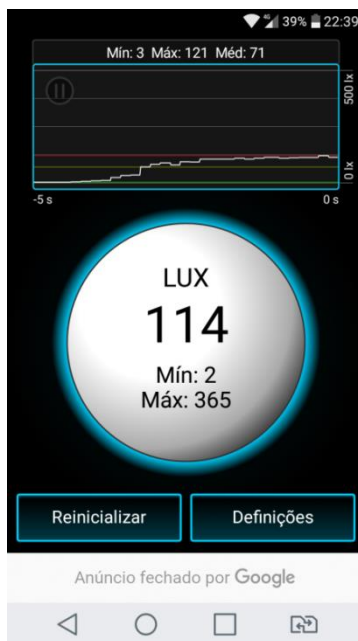 4G 39% 22:39
Mín: 3 Máx: 121 Méd: 71
500 lx
0 lx
-5 s 0 s
LUX
114
Mín: 2
Máx: 365
Reinicializar Definições
Anúncio fechado por Google